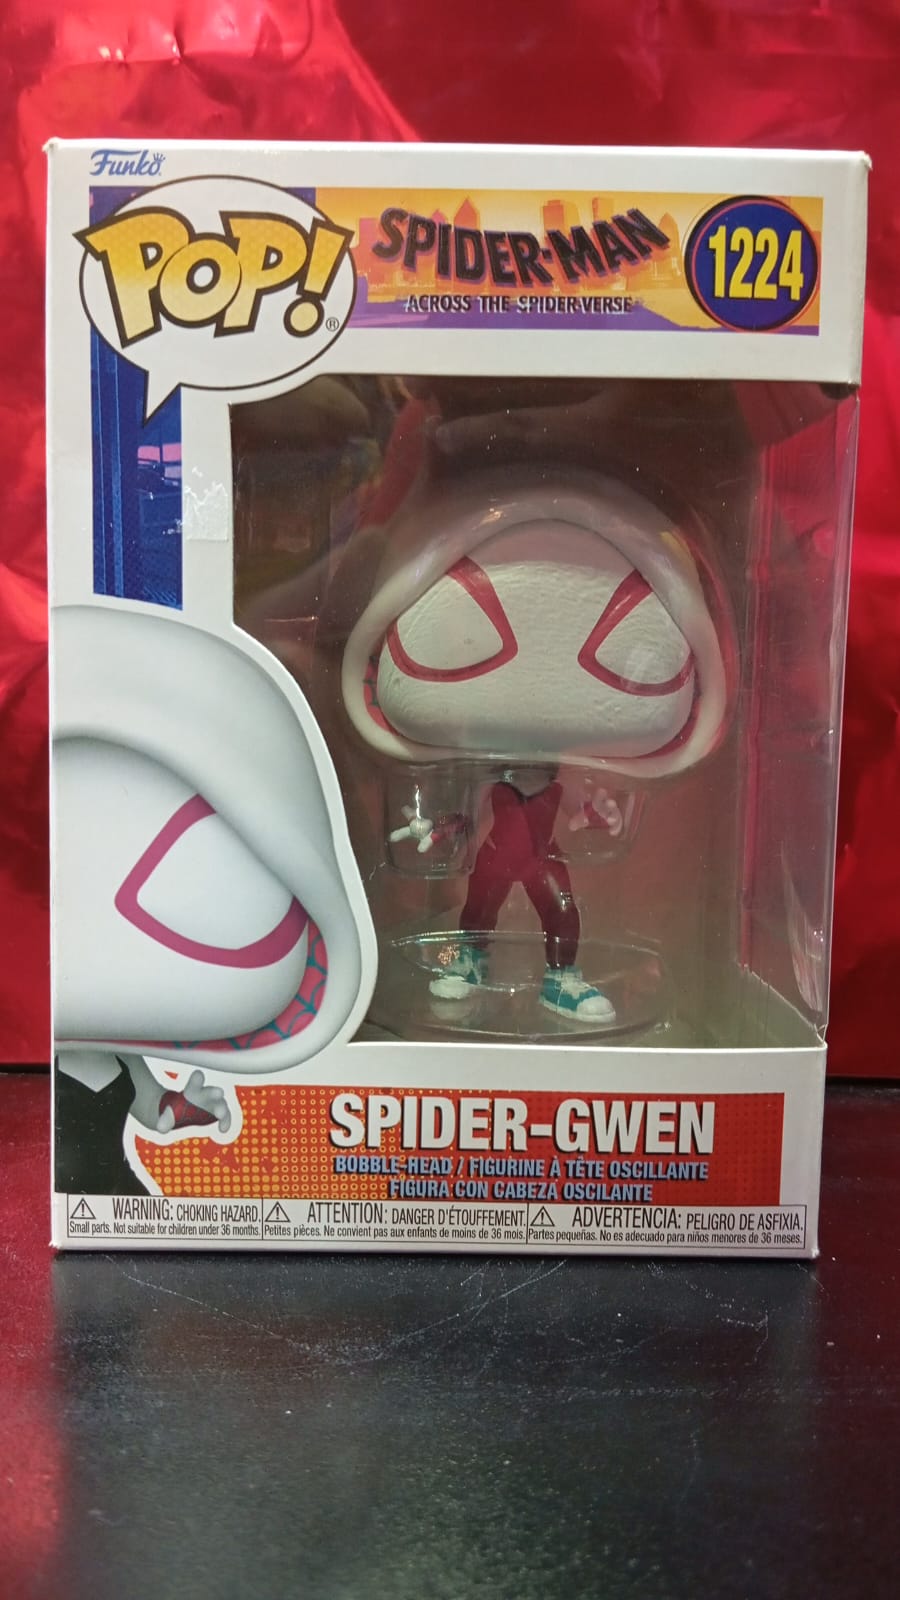 Funko
POP!®
SPIDER-MAN
ACROSS THE SPIDER-VERSE
1224
SPIDER-GWEN
BOBBLE-HEAD / FIGURINE À TÊTE OSCILLANTE
FIGURA CON CABEZA OSCILANTE
WARNING: CHOKING HAZARD.
Small parts. Not suitable for children under 36 months.
ATTENTION: DANGER D'ÉTOUFFEMENT.
Petites pièces. Ne convient pas aux enfants de moins de 36 mois.
ADVERTENCIA: PELIGRO DE ASFIXIA.
Partes pequeñas. No es adecuado para niños menores de 36 meses.